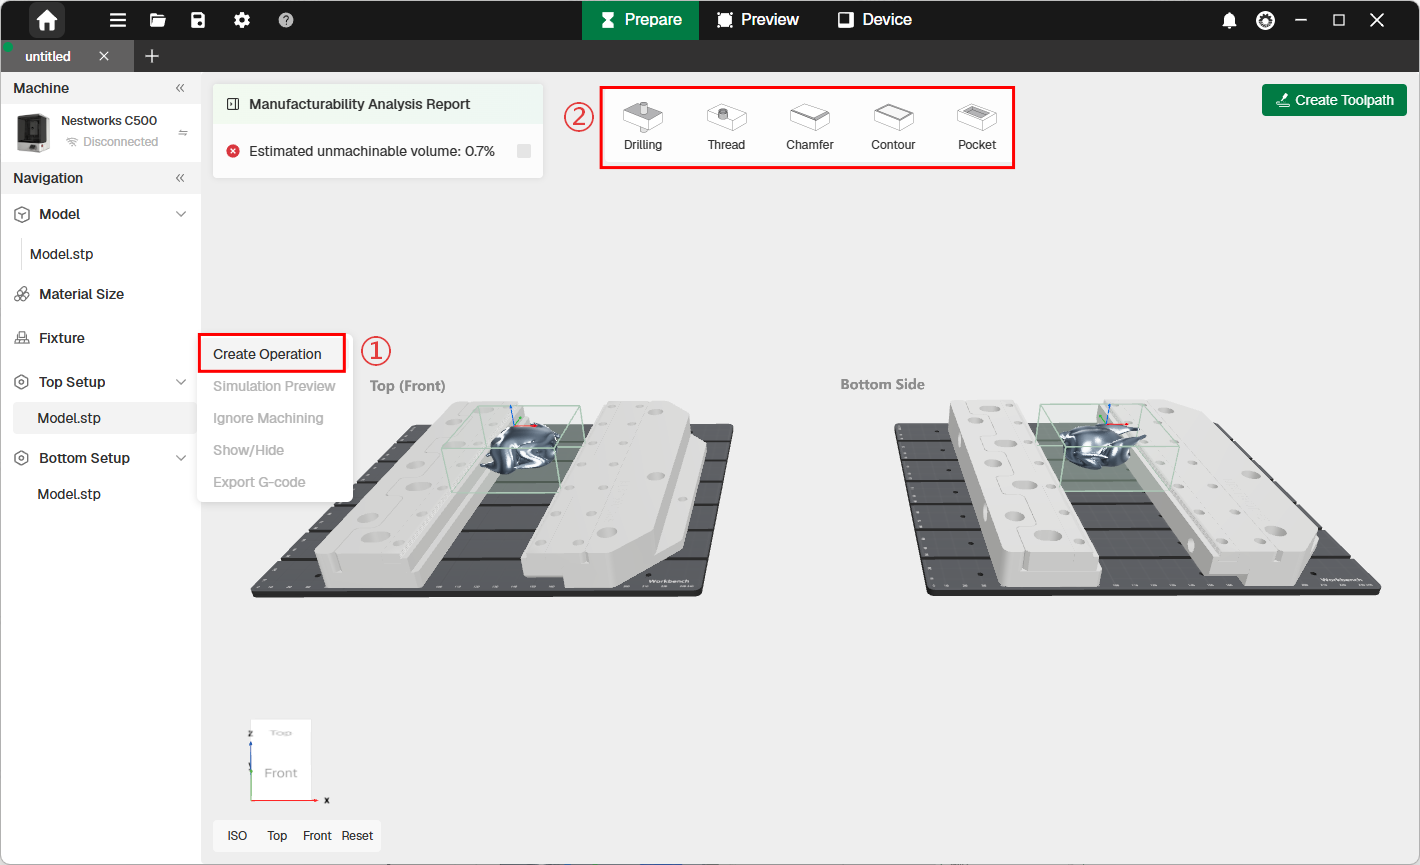 Prepare
Preview
Device
untitled
Machine
Nestworks C500
Disconnected
Navigation
Model
Model.stp
Material Size
Fixture
Top Setup
Model.stp
Bottom Setup
Model.stp
Manufacturability Analysis Report
Estimated unmachinable volume: 0.7%
②
Drilling
Thread
Chamfer
Contour
Pocket
Create Toolpath
Create Operation
①
Simulation Preview
Ignore Machining
Show/Hide
Export G-code
Top (Front)
Bottom Side
Workbench
Workbench
Z
Top
Front
Y
X
ISO
Top
Front
Reset